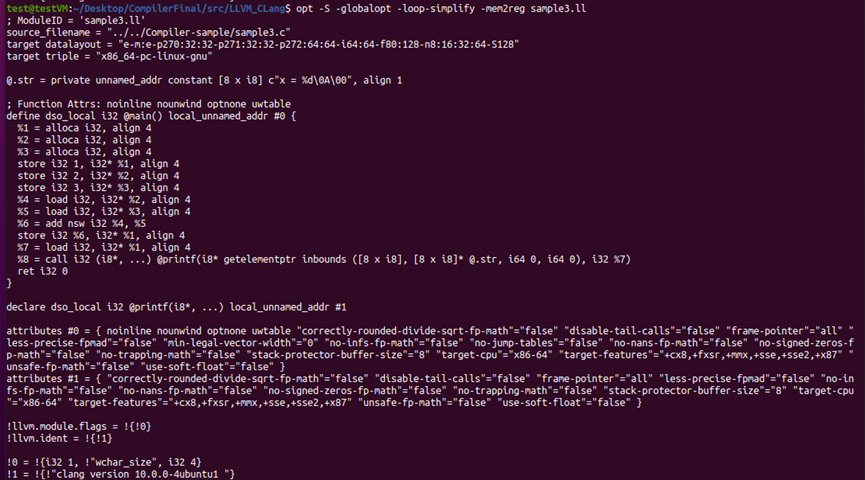 test@testVM:~/Desktop/CompilerFinal/src/LLVM_CLang$ opt -S -globalopt -loop-simplify -mem2reg sample3.ll
; ModuleID = 'sample3.ll'
source_filename = "../../Compiler-sample/sample3.c"
target datalayout = "e-m:e-p270:32:32-p271:32:32-p272:64:64-i64:64-f80:128-n8:16:32:64-S128"
target triple = "x86_64-pc-linux-gnu"
@.str = private unnamed_addr constant [8 x i8] c"x = %d\0A\00", align 1
; Function Attrs: noinline nounwind optnone uwtable
define dso_local i32 @main() local_unnamed_addr #0 {
  %1 = alloca i32, align 4
  %2 = alloca i32, align 4
  %3 = alloca i32, align 4
  store i32 1, i32* %1, align 4
  store i32 2, i32* %2, align 4
  store i32 3, i32* %3, align 4
  %4 = load i32, i32* %2, align 4
  %5 = load i32, i32* %3, align 4
  %6 = add nsw i32 %4, %5
  store i32 %6, i32* %1, align 4
  %7 = load i32, i32* %1, align 4
  %8 = call i32 (i8*, ...) @printf(i8* getelementptr inbounds ([8 x i8], [8 x i8]* @.str, i64 0, i64 0), i32 %7)
  ret i32 0
}
declare dso_local i32 @printf(i8*, ...) local_unnamed_addr #1
attributes #0 = { noinline nounwind optnone uwtable "correctly-rounded-divide-sqrt-fp-math"="false" "disable-tail-calls"="false" "frame-pointer"="all" "
less-precise-fpmad"="false" "min-legal-vector-width"="0" "no-infs-fp-math"="false" "no-jump-tables"="false" "no-nans-fp-math"="false" "no-signed-zeros-f
p-math"="false" "no-trapping-math"="false" "stack-protector-buffer-size"="8" "target-cpu"="x86-64" "target-features"="+cx8,+fxsr,+mmx,+sse,+sse2,+x87" "
unsafe-fp-math"="false" "use-soft-float"="false" }
attributes #1 = { "correctly-rounded-divide-sqrt-fp-math"="false" "disable-tail-calls"="false" "frame-pointer"="all" "less-precise-fpmad"="false" "no-in
fs-fp-math"="false" "no-nans-fp-math"="false" "no-signed-zeros-fp-math"="false" "no-trapping-math"="false" "stack-protector-buffer-size"="8" "target-cpu
"="x86-64" "target-features"="+cx8,+fxsr,+mmx,+sse,+sse2,+x87" "unsafe-fp-math"="false" "use-soft-float"="false" }
!llvm.module.flags = !{!0}
!llvm.ident = !{!1}
!0 = !{i32 1, !"wchar_size", i32 4}
!1 = !{!"clang version 10.0.0-4ubuntu1 "}